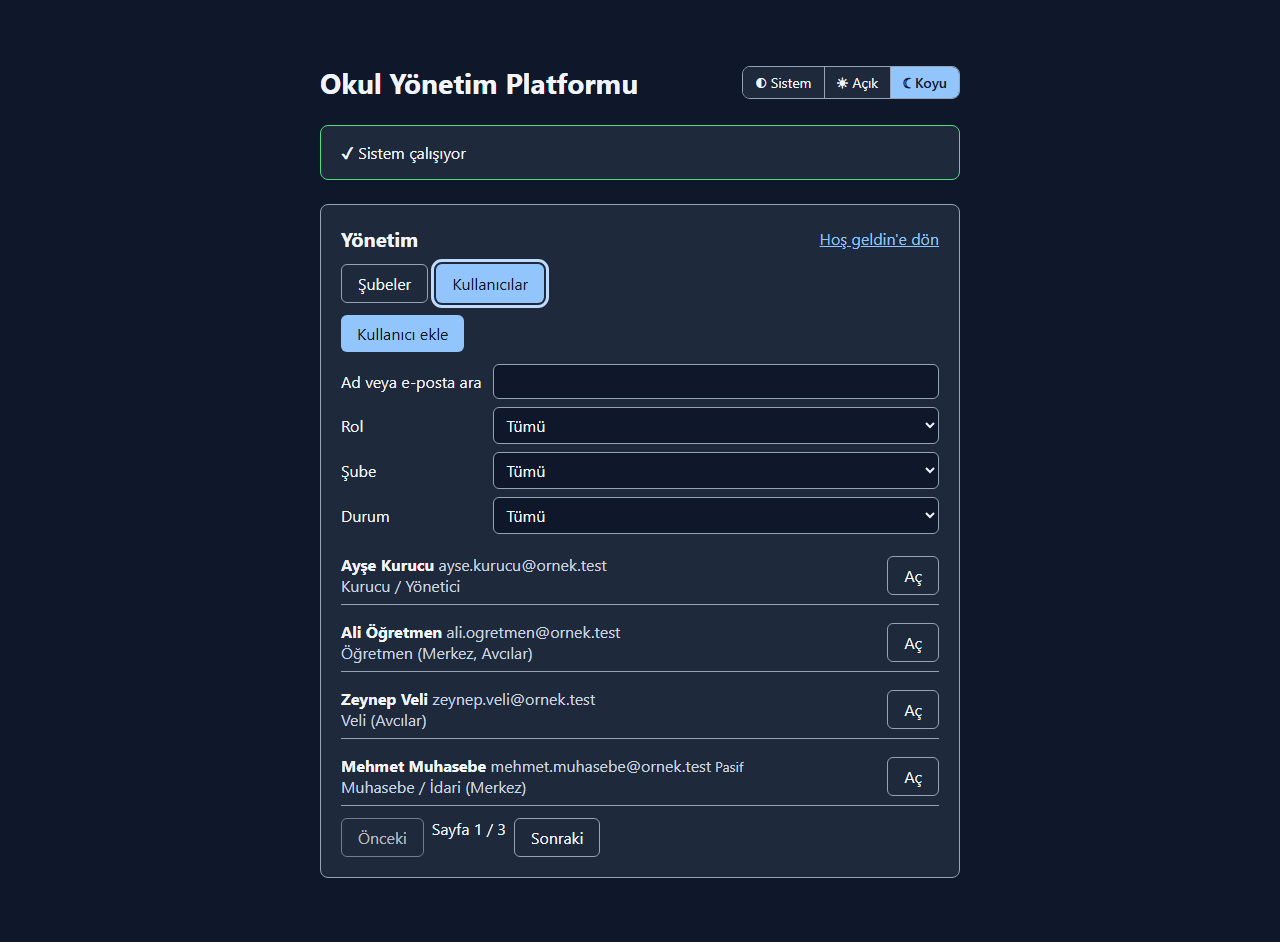 Okul Yönetim Platformu
◐ Sistem
☀ Açık
☾ Koyu
✓ Sistem çalışıyor
Yönetim
Hoş geldin'e dön
Şubeler
Kullanıcılar
Kullanıcı ekle
Ad veya e-posta ara
Rol
Tümü
Şube
Tümü
Durum
Tümü
Ayşe Kurucu ayse.kurucu@ornek.test
Kurucu / Yönetici
Aç
Ali Öğretmen ali.ogretmen@ornek.test
Öğretmen (Merkez, Avcılar)
Aç
Zeynep Veli zeynep.veli@ornek.test
Veli (Avcılar)
Aç
Mehmet Muhasebe mehmet.muhasebe@ornek.test Pasif
Muhasebe / İdari (Merkez)
Aç
Önceki
Sayfa 1 / 3
Sonraki